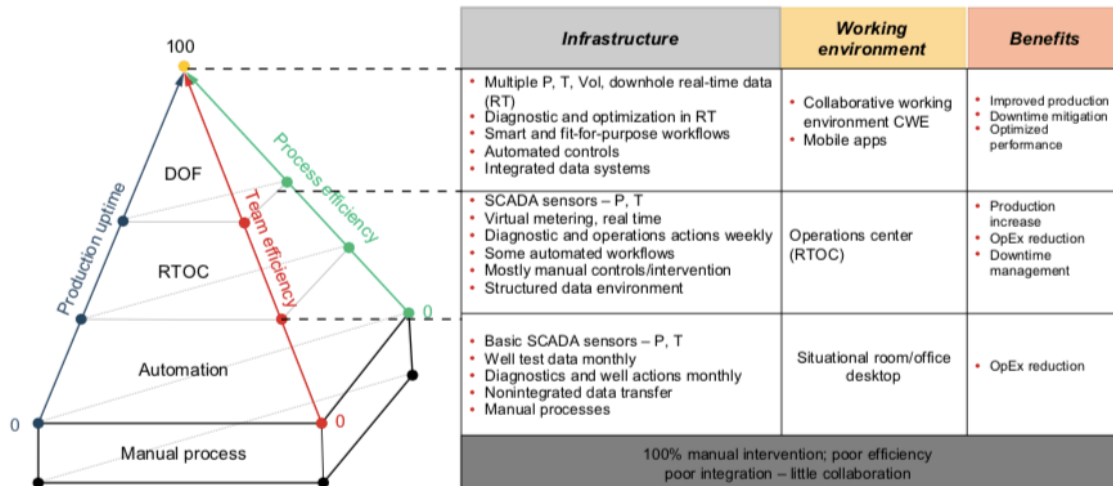 100
Production uptime
Team efficiency
Process efficiency
DOF
RTOC
Automation
Manual process
0
0
0
Infrastructure
Working
environment
Benefits
• Multiple P, T, Vol, downhole real-time data
(RT)
• Diagnostic and optimization in RT
• Smart and fit-for-purpose workflows
• Automated controls
• Integrated data systems
• Collaborative working
environment CWE
• Mobile apps
• Improved production
• Downtime mitigation
• Optimized
performance
• SCADA sensors – P, T
• Virtual metering, real time
• Diagnostic and operations actions weekly
• Some automated workflows
• Mostly manual controls/intervention
• Structured data environment
Operations center
(RTOC)
• Production
increase
• OpEx reduction
• Downtime
management
• Basic SCADA sensors – P, T
• Well test data monthly
• Diagnostics and well actions monthly
• Nonintegrated data transfer
• Manual processes
Situational room/office
desktop
• OpEx reduction
100% manual intervention; poor efficiency
poor integration – little collaboration